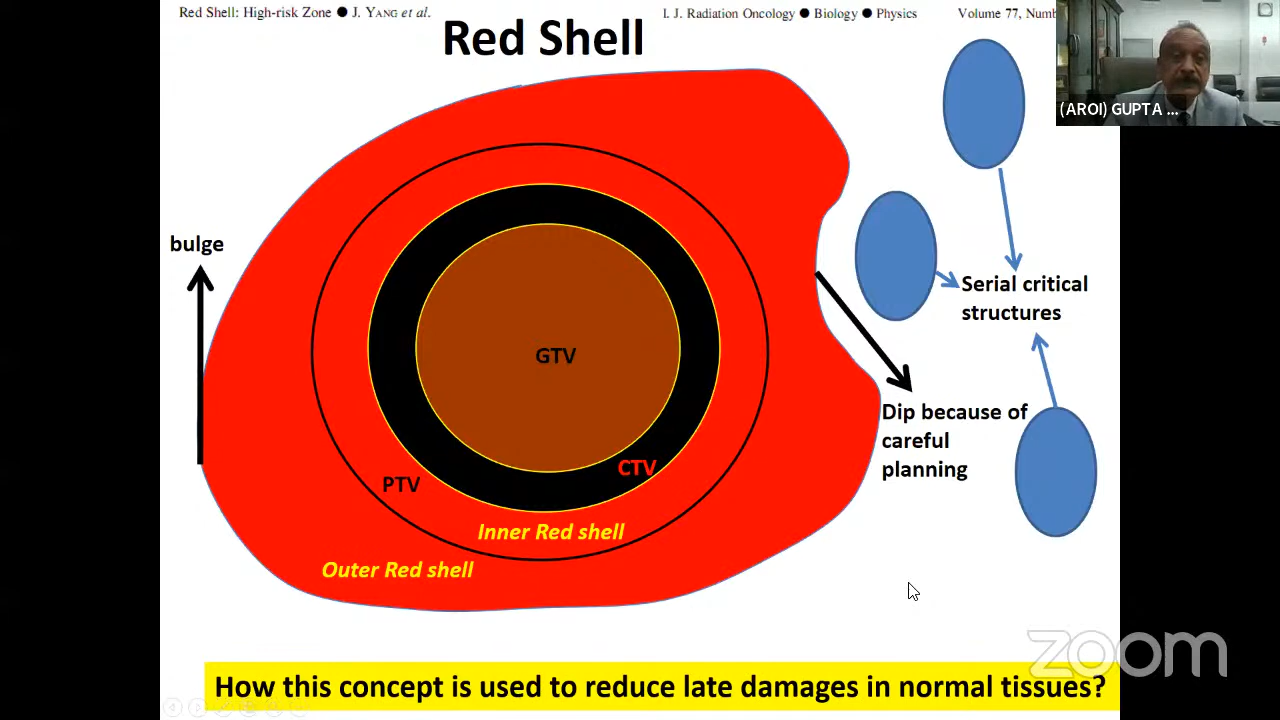 Red Shell: High-risk Zone ● J. YANG et al.
I. J. Radiation Oncology ● Biology ● Physics
Volume 77, Numb
Red Shell
(AROI) GUPTA ...
bulge
Serial critical
structures
GTV
Dip because of
careful
planning
CTV
PTV
Inner Red shell
Outer Red shell
zoom
How this concept is used to reduce late damages in normal tissues?